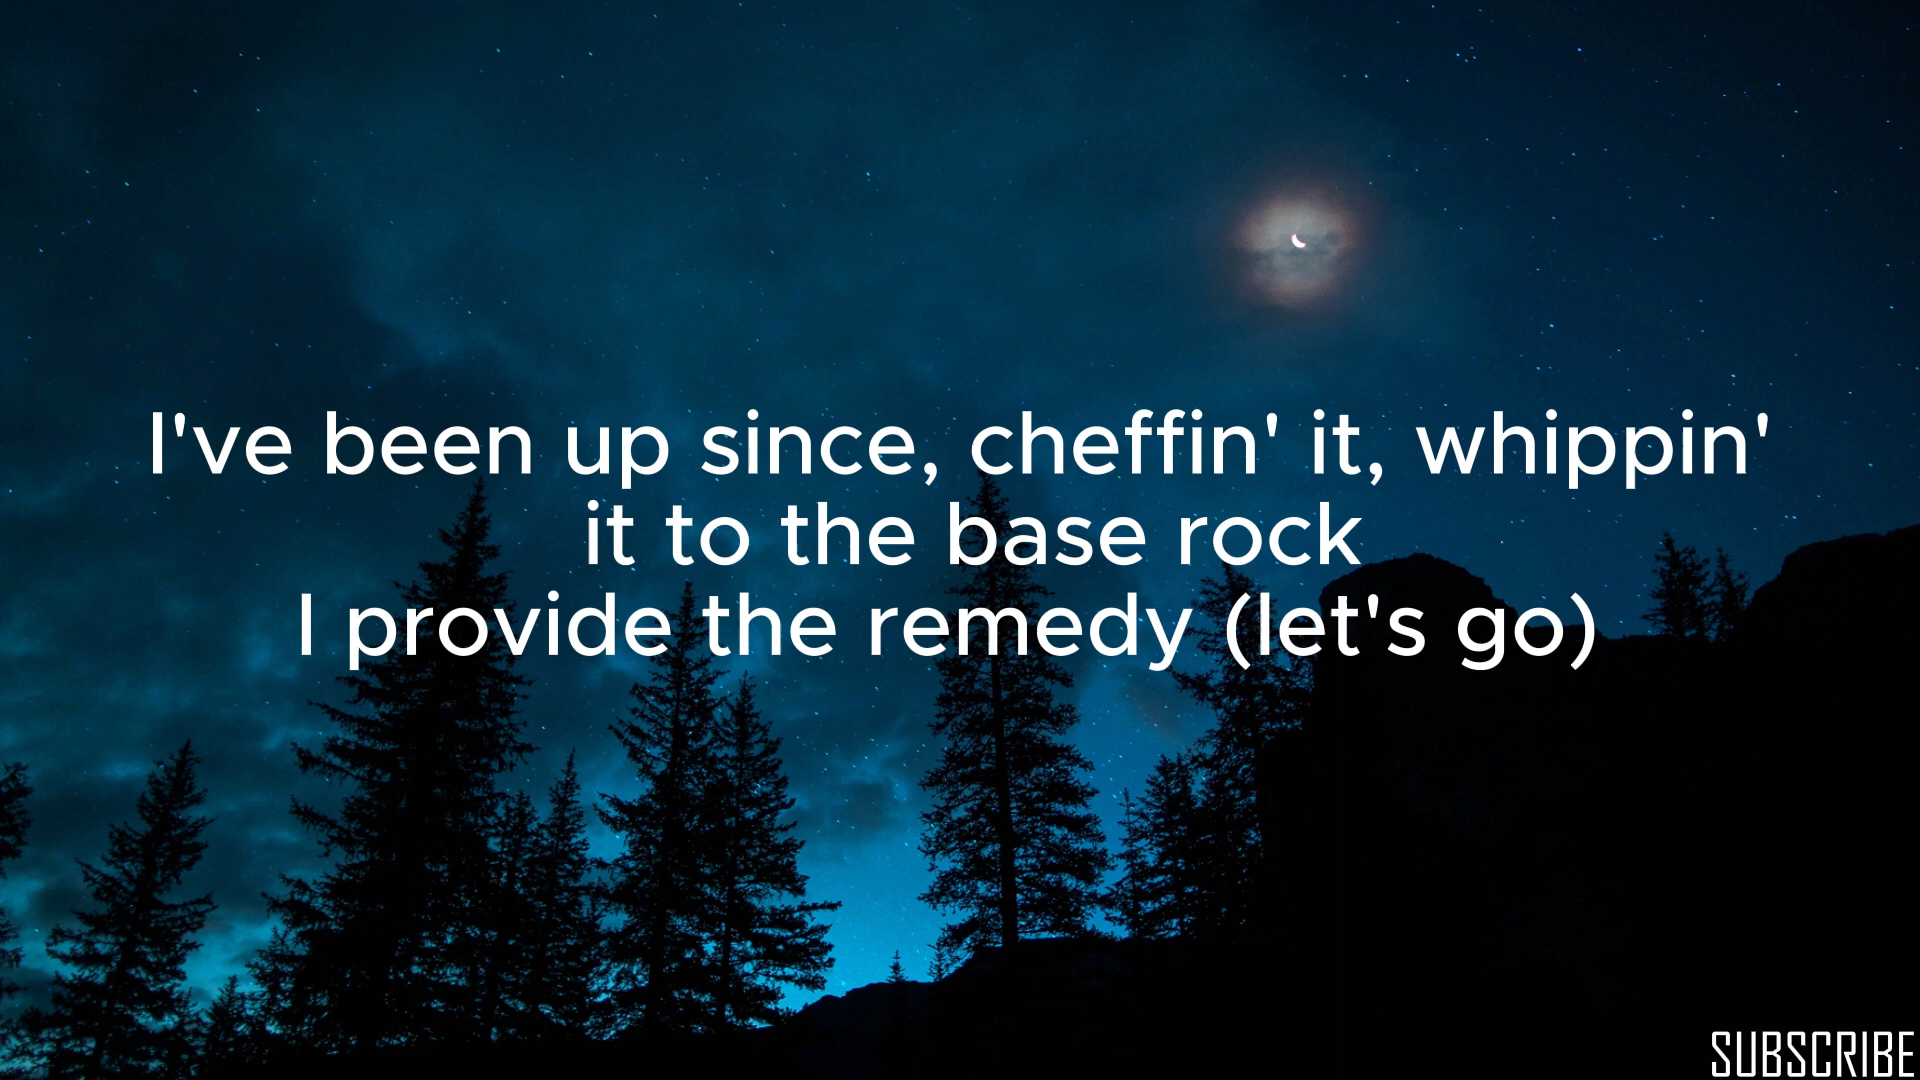 I've been up since, cheffin' it, whippin'
it to the base rock
I provide the remedy (let's go)
SUBSCRIBE